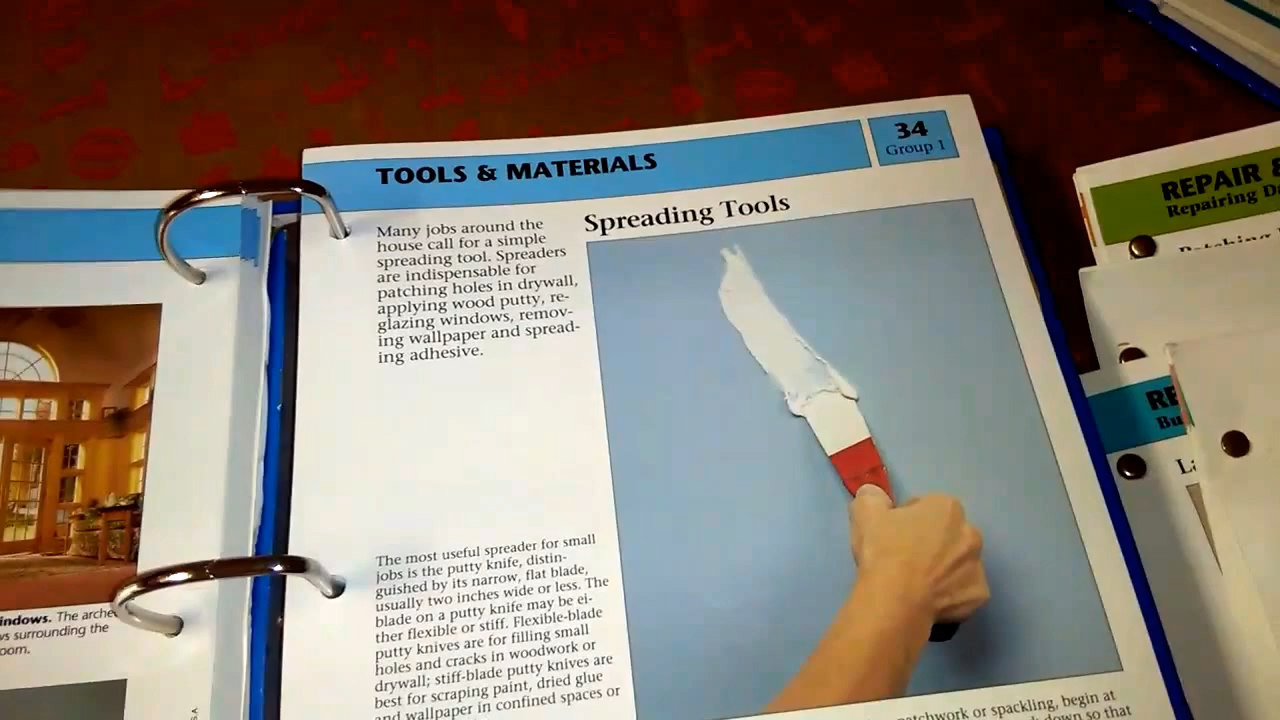 TOOLS & MATERIALS
34
Group 1
Spreading Tools
Many jobs around the
house call for a simple
spreading tool. Spreaders
are indispensable for
patching holes in drywall,
applying wood putty, re-
glazing windows, remov-
ing wallpaper and spread-
ing adhesive.
The most useful spreader for small
jobs is the putty knife, distin-
guished by its narrow, flat blade,
usually two inches wide or less. The
blade on a putty knife may be ei-
ther flexible or stiff. Flexible-blade
putty knives are for filling small
holes and cracks in woodwork or
drywall; stiff-blade putty knives are
best for scraping paint, dried glue
and wallpaper in confined spaces or
patchwork or spackling, begin at
down so that
indows. The arche
surrounding the
oom.
REPAIR &
Repairing D
Patching
RE
Bu
La